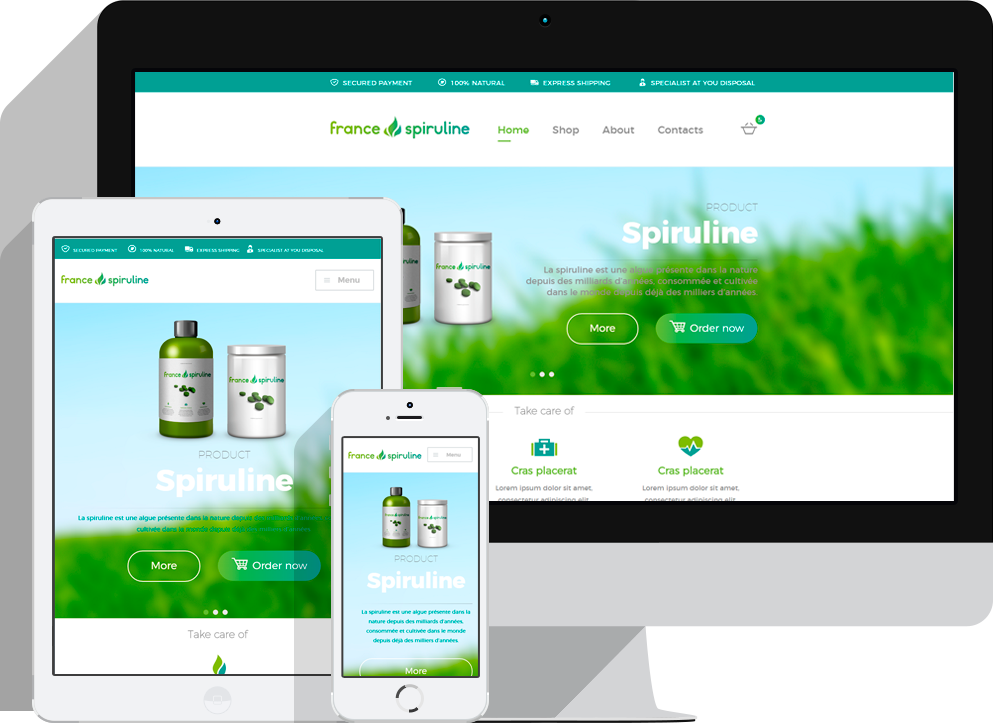 SECURED PAYMENT 100% NATURAL EXPRESS SHIPPING SPECIALIST AT YOU DISPOSAL
france spiruline Home Shop About Contacts
PRODUCT
Spiruline
La spiruline est une algue présente dans la nature
depuis des milliards d'années, consommée et cultivée
dans le monde depuis déjà des milliers d'années.
More Order now
france spiruline
Take care of
Cras placerat Cras placerat
Lorem ipsum dolor sit amet, Lorem ipsum dolor sit amet,
consectetur adipiscing elit consectetur adipiscing elit
SECURED PAYMENT 100% NATURAL EXPRESS SHIPPING SPECIALIST AT YOU DISPOSAL
france spiruline Menu
france spiruline france spiruline
PRODUCT
Spiruline
La spiruline est une algue présente dans la nature depuis
cultivée dans le monde depuis déjà des milliers d'années.
More Order now
Take care of
france spiruline Menu
france spiruline france spiruline
PRODUCT
Spiruline
La spiruline est une algue présente dans la
nature depuis des milliards d'années,
consommée et cultivée dans le monde
depuis déjà des milliers d'années.
More